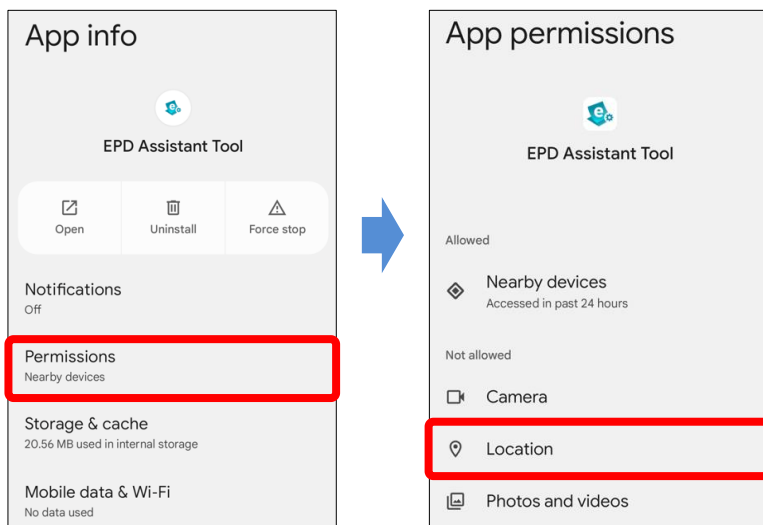 App info
EPD Assistant Tool
Open
Uninstall
Force stop
Notifications
Off
Permissions
Nearby devices
Storage & cache
20.56 MB used in internal storage
Mobile data & Wi-Fi
No data used
App permissions
EPD Assistant Tool
Allowed
Nearby devices
Accessed in past 24 hours
Not allowed
Camera
Location
Photos and videos